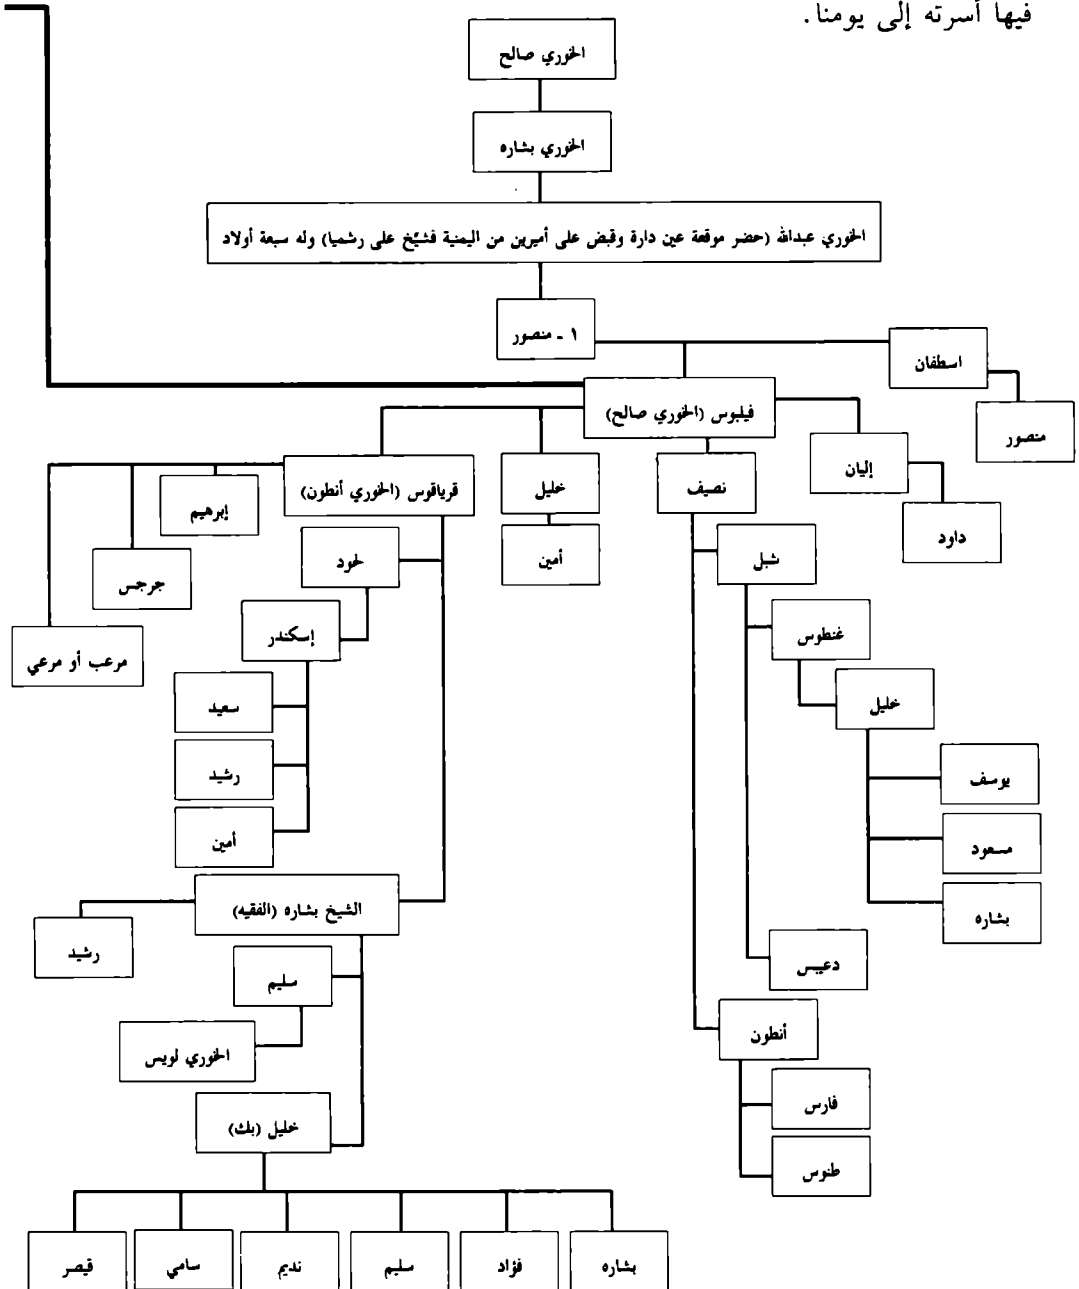 فيها أسرته إلى يومنا.
الخوري صالح
الخوري بشاره
الخوري عبدالله (حضر موقعة عين دارة وقبض على أميرين من اليمنية فشيّخ على رشميا) وله سبعة أولاد
١ ـ منصور
اسطفان
فيلبوس (الخوري صالح)
منصور
إليان
نصيف
خليل
قرياقوس (الخوري أنطون)
إبرهيم
داود
شبل
أمين
لحود
جرجس
غنطوس
إسكندر
مرعب أو مرعي
خليل
سعيد
يوسف
رشيد
مسعود
أمين
بشاره
الشيخ بشاره (الفقيه)
رشيد
دعيبس
سليم
أنطون
الخوري لويس
فارس
خليل (بك)
طنوس
بشاره
فؤاد
سليم
نديم
سامي
قيصر